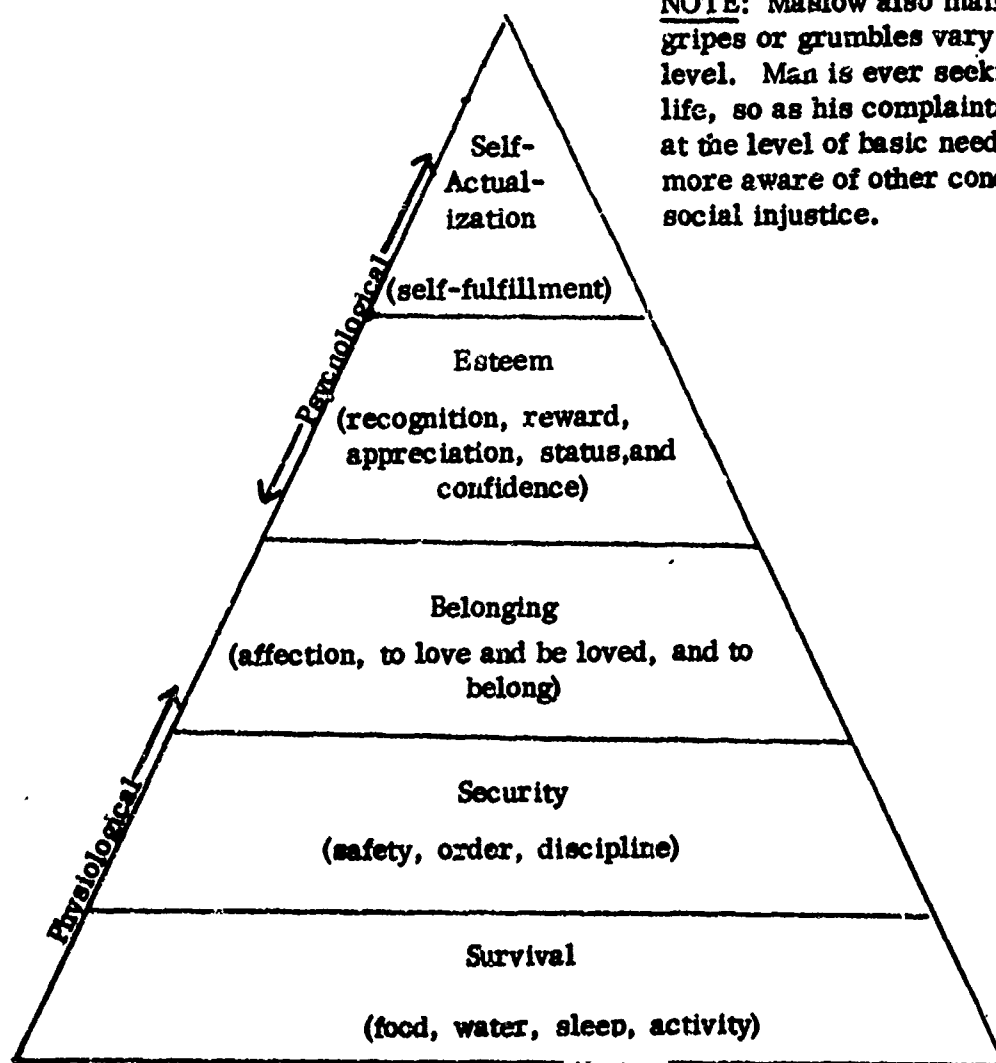 NOTE: Maslow also
gripes or grumbles vary
level. Man is ever
life, so as his
at the level of basic
more aware of other
social injustice.
Self-
Actual-
ization
(self-fulfillment)
Psychological
Esteem
(recognition, reward,
appreciation, status,and
confidence)
Belonging
(affection, to love and be loved, and to
belong)
Physiological
Security
(safety, order, discipline)
Survival
(food, water, sleep, activity)